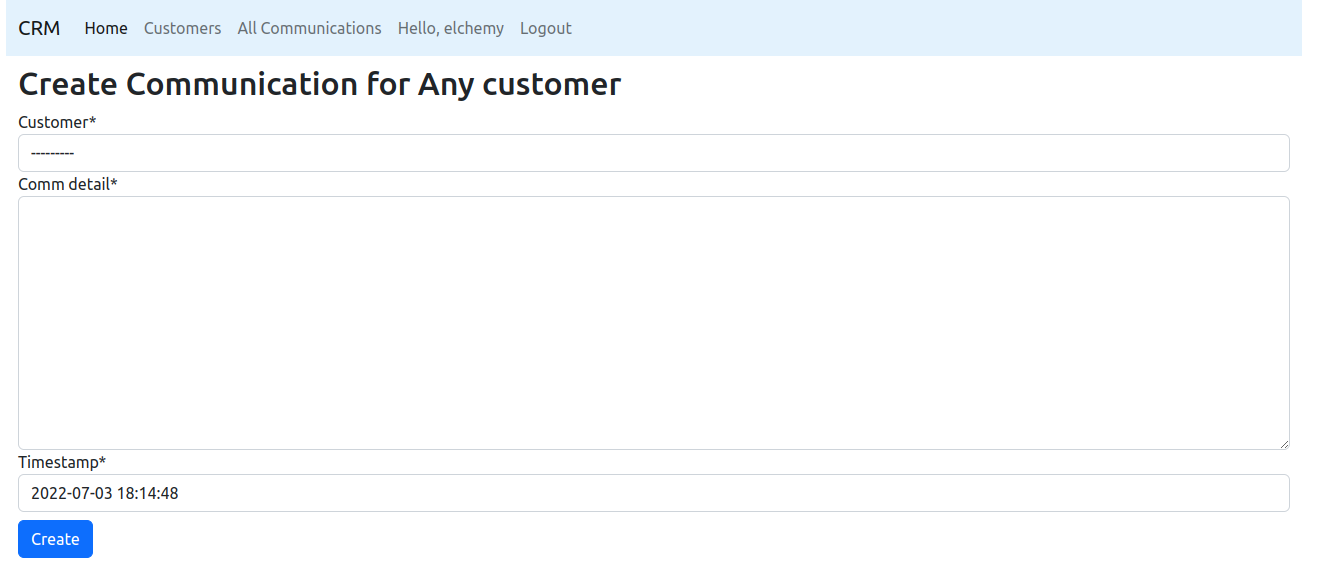 CRM Home Customers All Communications Hello, elchemy Logout
Create Communication for Any customer
Customer*
---------
Comm detail*
Timestamp*
2022-07-03 18:14:48
Create